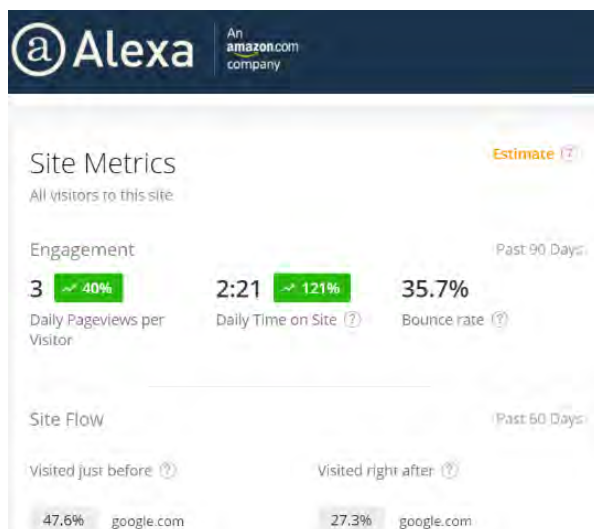 a Alexa
An
amazon.com
company
Site Metrics
Estimate ?
All visitors to this site
Engagement
Past 90 Days
3 40% 2:21 121% 35.7%
Daily Pageviews per Daily Time on Site ? Bounce rate ?
Visitor
Site Flow
Past 60 Days
Visited just before ? Visited right after ?
47.6% google.com 27.3% google.com